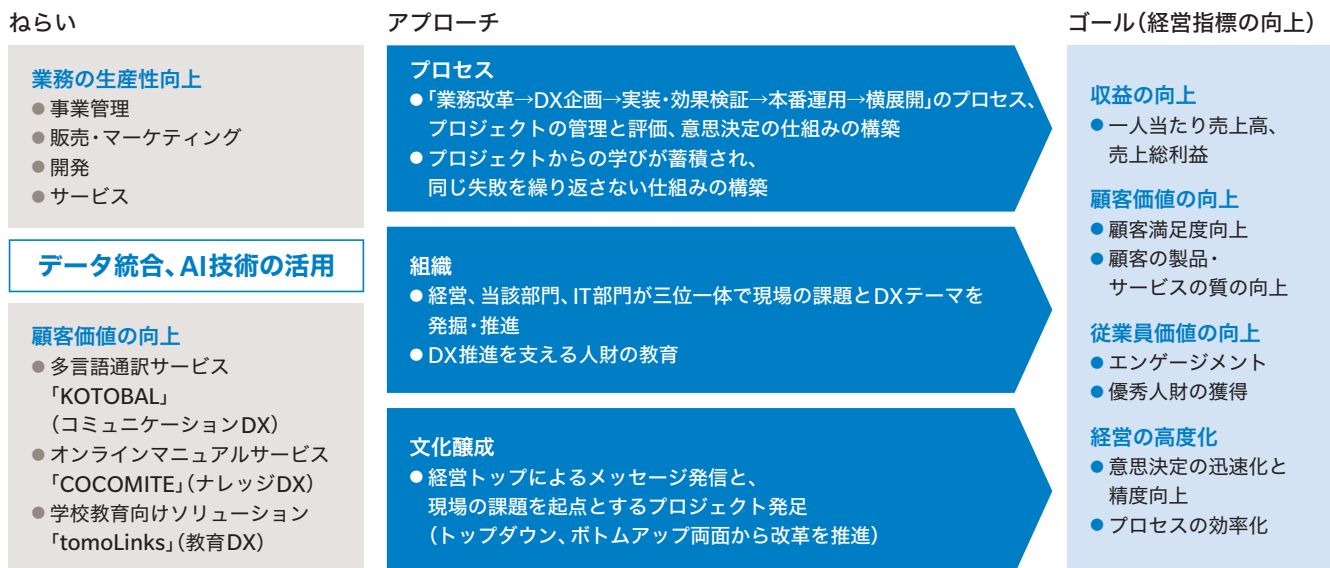 ねらい
業務の生産性向上
● 事業管理
● 販売・マーケティング
● 開発
● サービス
データ統合、AI技術の活用
顧客価値の向上
● 多言語通訳サービス
「KOTOBAL」
（コミュニケーションDX）
● オンラインマニュアルサービス
「COCOMITE」（ナレッジDX）
● 学校教育向けソリューション
「tomoLinks」（教育DX）
アプローチ
プロセス
● 「業務改革→DX企画→実装・効果検証→本番運用→横展開」のプロセス、
プロジェクトの管理と評価、意思決定の仕組みの構築
● プロジェクトからの学びが蓄積され、
同じ失敗を繰り返さない仕組みの構築
組織
● 経営、当該部門、IT部門が三位一体で現場の課題とDXテーマを
発掘・推進
● DX推進を支える人財の教育
文化醸成
● 経営トップによるメッセージ発信と、
現場の課題を起点とするプロジェクト発足
（トップダウン、ボトムアップ両面から改革を推進）
ゴール（経営指標の向上）
収益の向上
● 一人当たり売上高、
売上総利益
顧客価値の向上
● 顧客満足度向上
● 顧客の製品・
サービスの質の向上
従業員価値の向上
● エンゲージメント
● 優秀人財の獲得
経営の高度化
● 意思決定の迅速化と
精度向上
● プロセスの効率化